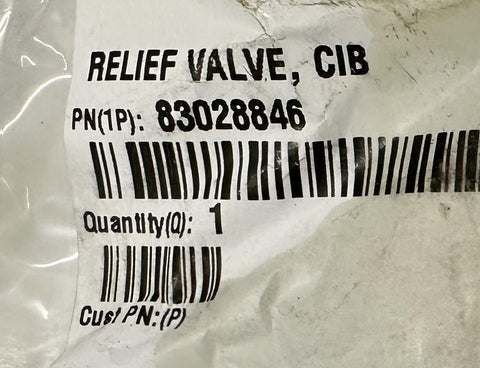 RELIEF VALVE, CIB
PN(1P): 83028846
Quantity(Q): 1
Cust PN:(P)